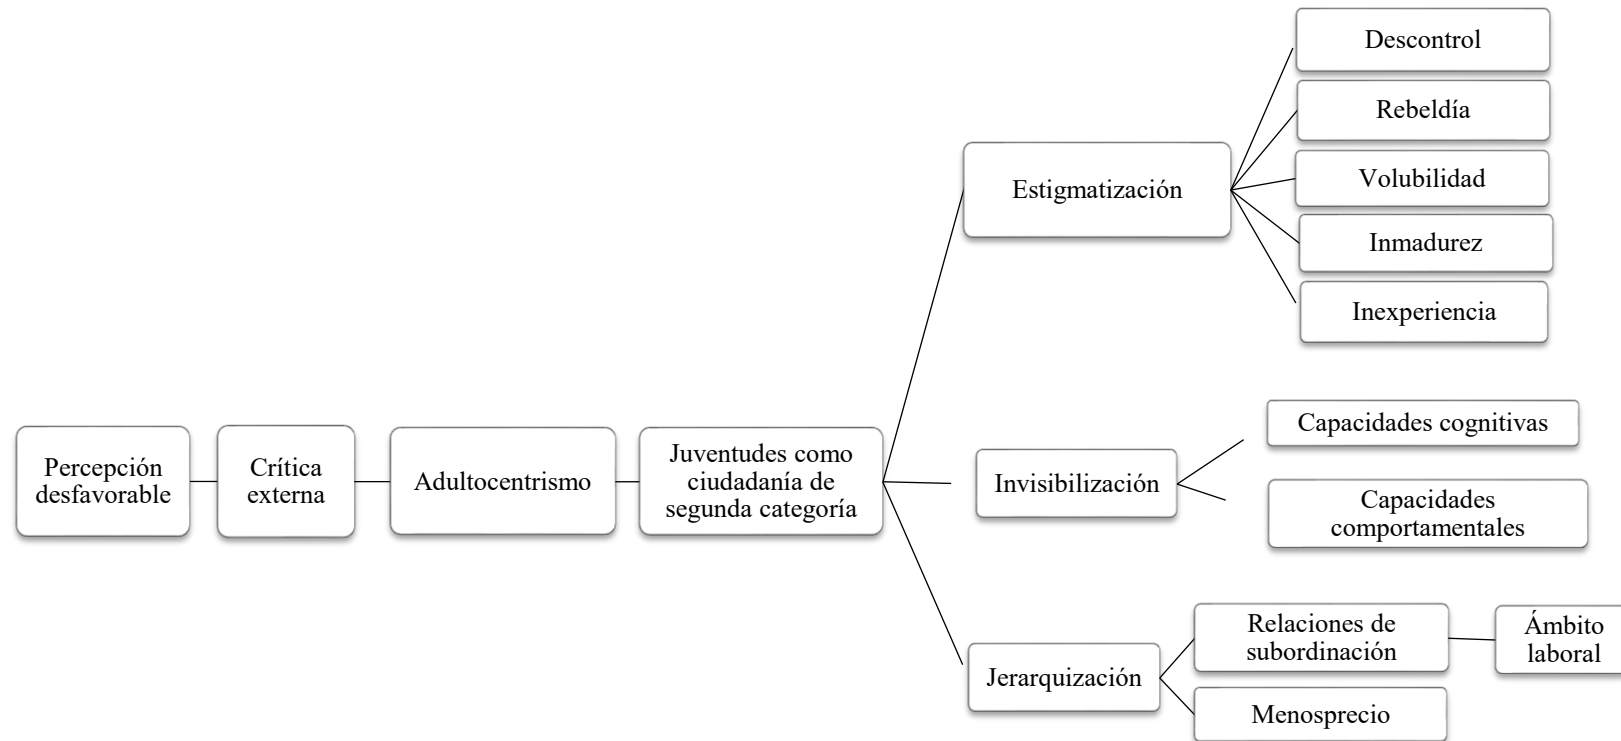 Descontrol
Rebeldía
Estigmatización
Volubilidad
Inmadurez
Inexperiencia
Percepción
desfavorable
Crítica
externa
Adultocentrismo
Juventudes como
ciudadanía de
segunda categoría
Invisibilización
Capacidades cognitivas
Capacidades
comportamentales
Jerarquización
Relaciones de
subordinación
Ámbito
laboral
Menosprecio